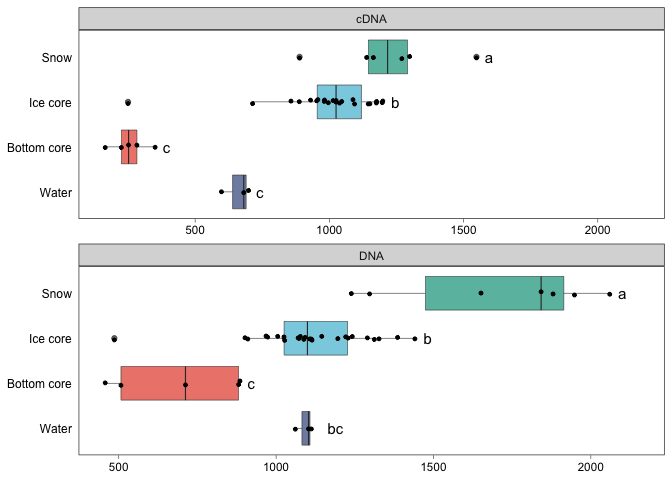 cDNA
Snow a
Ice core b
Bottom core c
Water c
500 1000 1500 2000
DNA
Snow a
Ice core b
Bottom core c
Water bc
500 1000 1500 2000